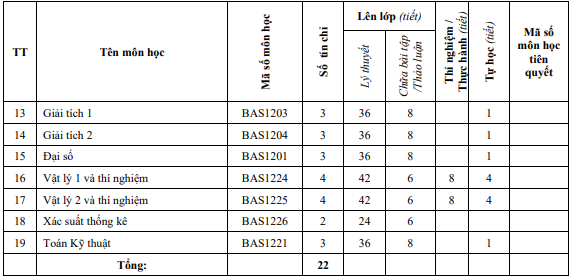 TT Tên môn học Mã số môn học Số tín chỉ Lên lớp (tiết) Lý thuyết Chữa bài tập /Thảo luận Thí nghiệm / Thực hành (tiết) Tự học (tiết) Mã số môn học tiên quyết
13 Giải tích 1 BAS1203 3 36 8 1
14 Giải tích 2 BAS1204 3 36 8 1
15 Đại số BAS1201 3 36 8 1
16 Vật lý 1 và thí nghiệm BAS1224 4 42 6 8 4
17 Vật lý 2 và thí nghiệm BAS1225 4 42 6 8 4
18 Xác suất thống kê BAS1226 2 24 6
19 Toán Kỹ thuật BAS1221 3 36 8 1
Tổng: 22